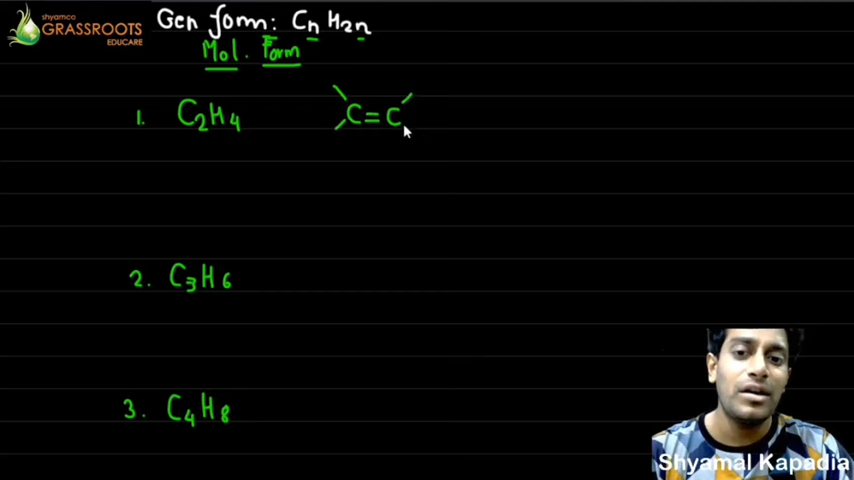 shyamco
GRASSROOTS
EDUCARE
Gen form: CnH2n
Mol. Form
1. C2H4 C=C
2. C3H6
3. C4H8
Shyamal Kapadia